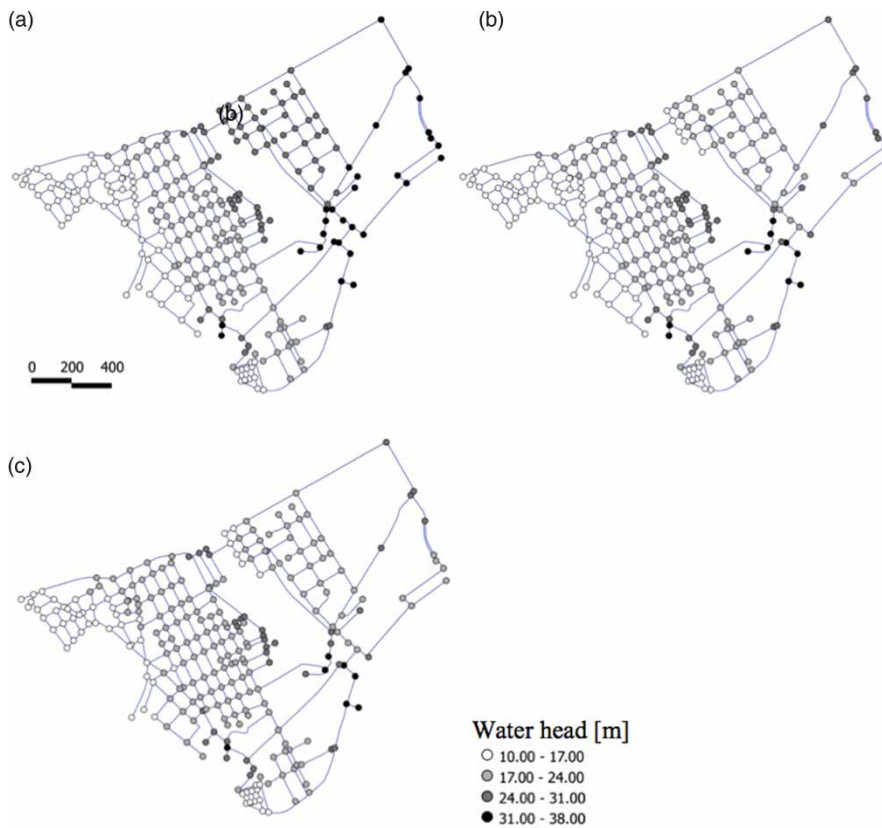 (a)
(b)
(b)
0 200 400
(c)
Water head [m]
10.00 - 17.00
17.00 - 24.00
24.00 - 31.00
31.00 - 38.00